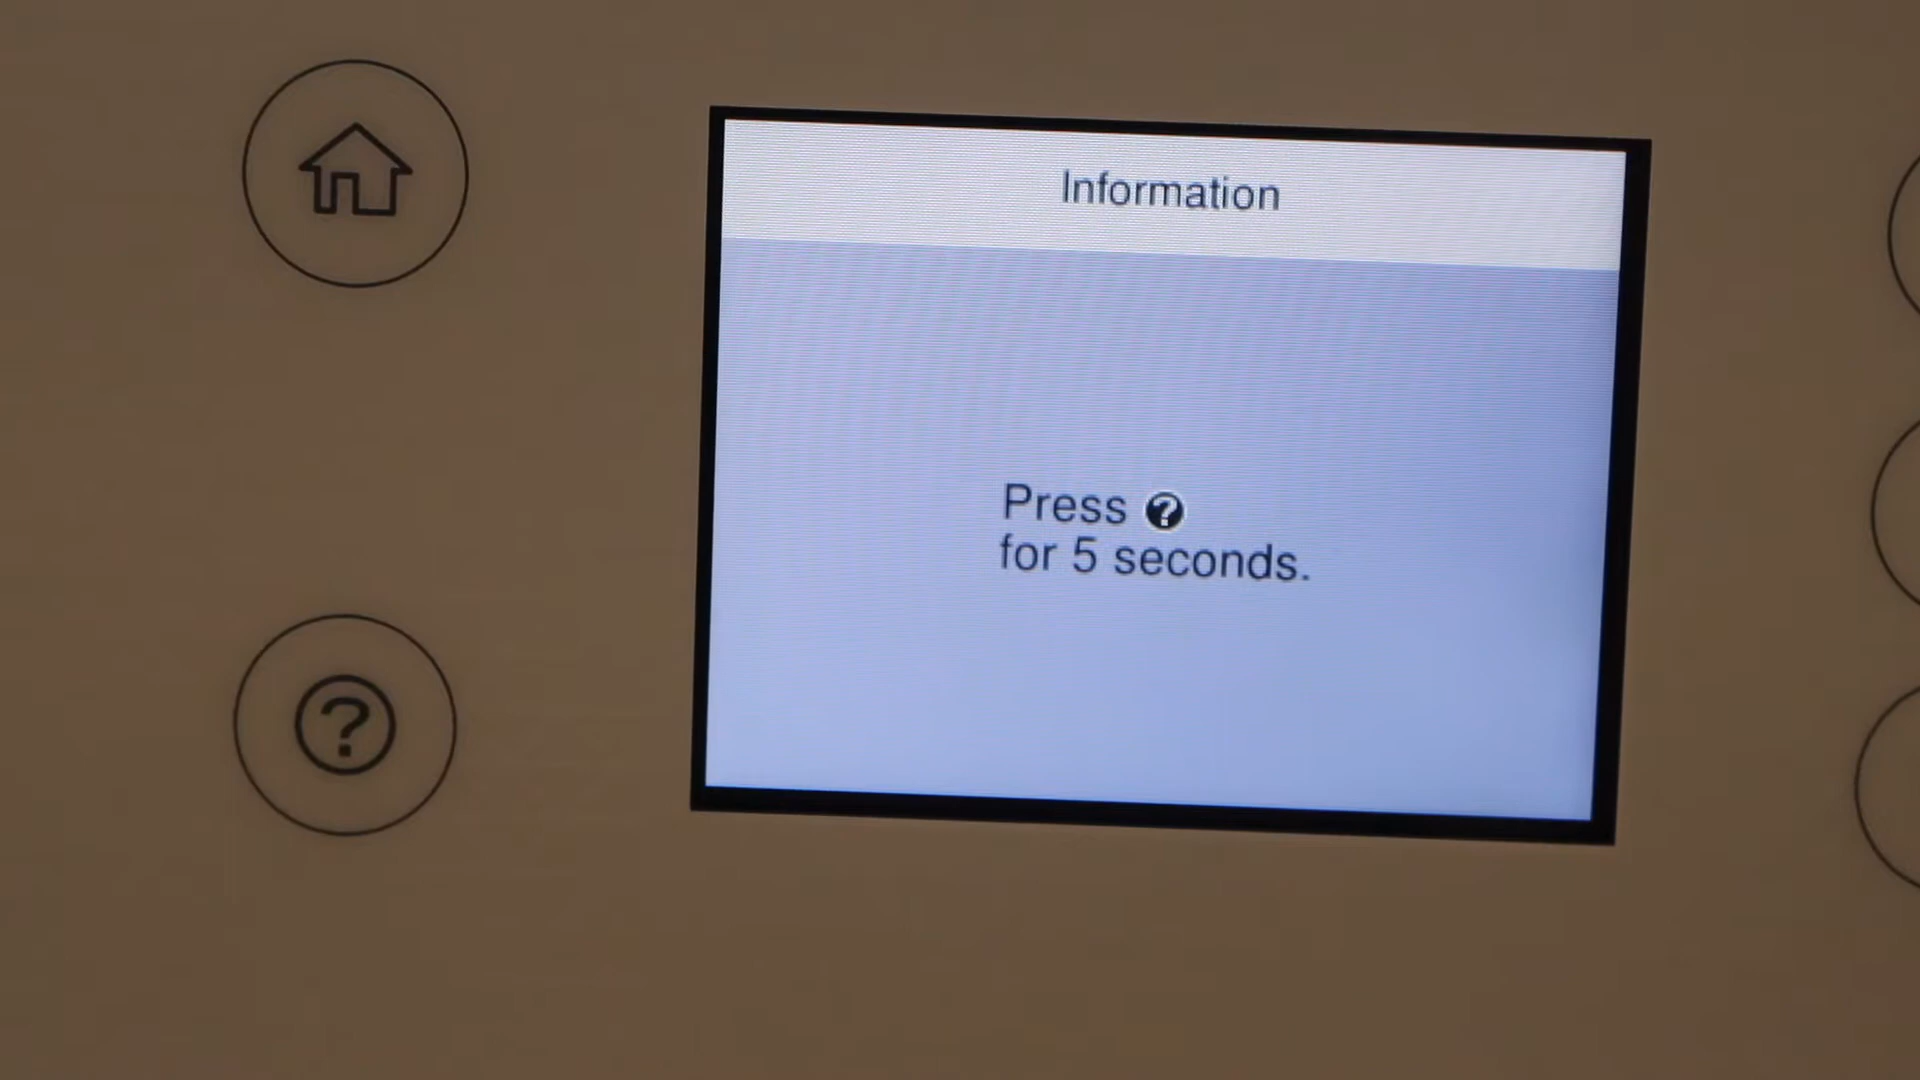 Information
Press ?
for 5 seconds.
?